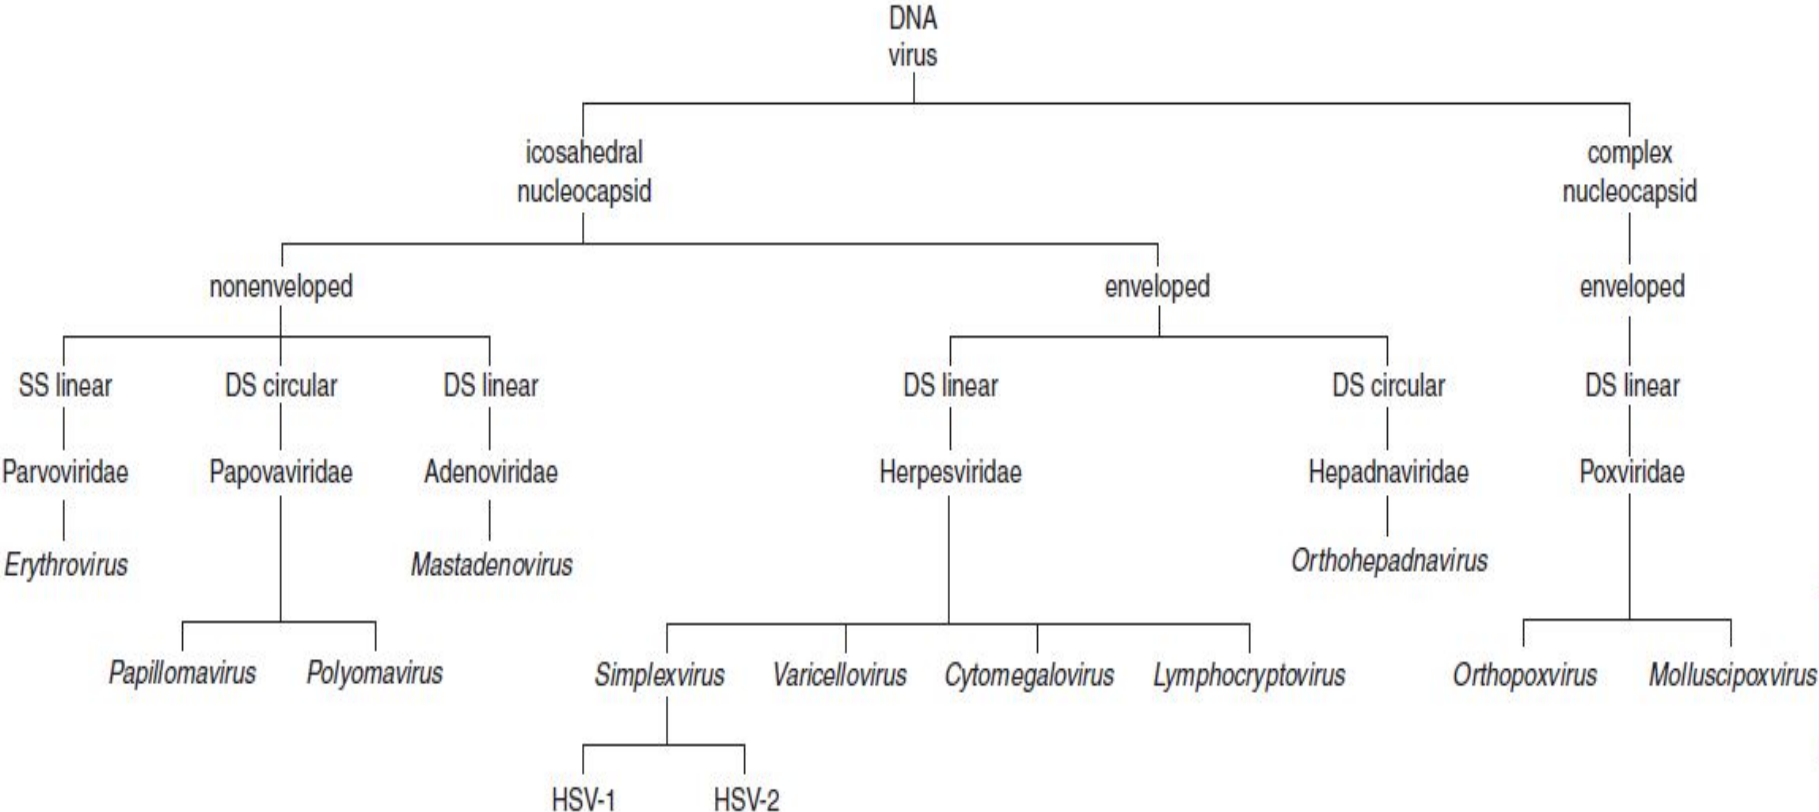 DNA
virus
icosahedral
nucleocapsid
complex
nucleocapsid
nonenveloped
enveloped
enveloped
SS linear
DS circular
DS linear
DS linear
DS circular
DS linear
Parvoviridae
Papovaviridae
Adenoviridae
Herpesviridae
Hepadnaviridae
Poxviridae
Erythrovirus
Mastadenovirus
Orthohepadnavirus
Papillomavirus
Polyomavirus
Simplexvirus
Varicellovirus
Cytomegalovirus
Lymphocryptovirus
Orthopoxvirus
Molluscipoxvirus
HSV-1
HSV-2